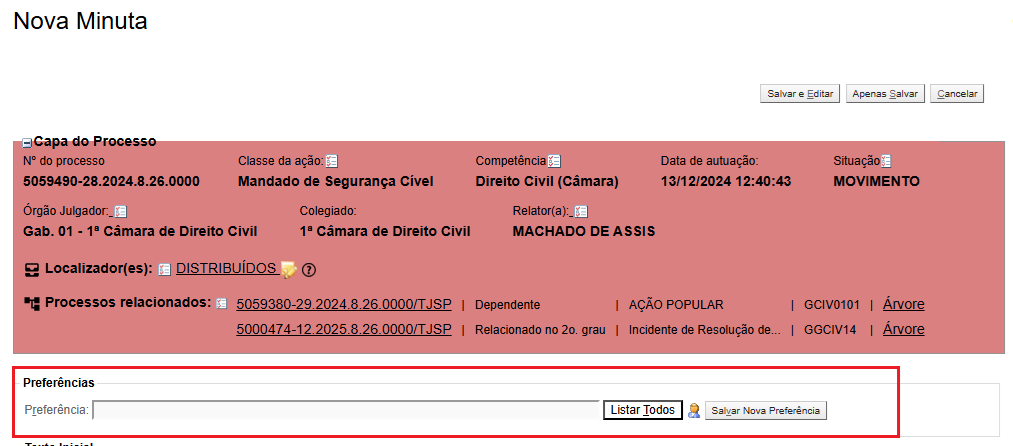 Nova Minuta
Salvar e Editar Apenas Salvar Cancelar
Capa do Processo
Nº do processo Classe da ação: Competência Data de autuação: Situação
5059490-28.2024.8.26.0000 Mandado de Segurança Cível Direito Civil (Câmara) 13/12/2024 12:40:43 MOVIMENTO
Órgão Julgador: Colegiado: Relator(a):
Gab. 01 - 1ª Câmara de Direito Civil 1ª Câmara de Direito Civil MACHADO DE ASSIS
Localizador(es): DISTRIBUÍDOS ?
Processos relacionados: 5059380-29.2024.8.26.0000/TJSP | Dependente | AÇÃO POPULAR | GCIV0101 | Árvore
5000474-12.2025.8.26.0000/TJSP | Relacionado no 2o. grau | Incidente de Resolução de... | GGCIV14 | Árvore
Preferências
Preferência: Listar Todos Salvar Nova Preferência
Texto Inicial